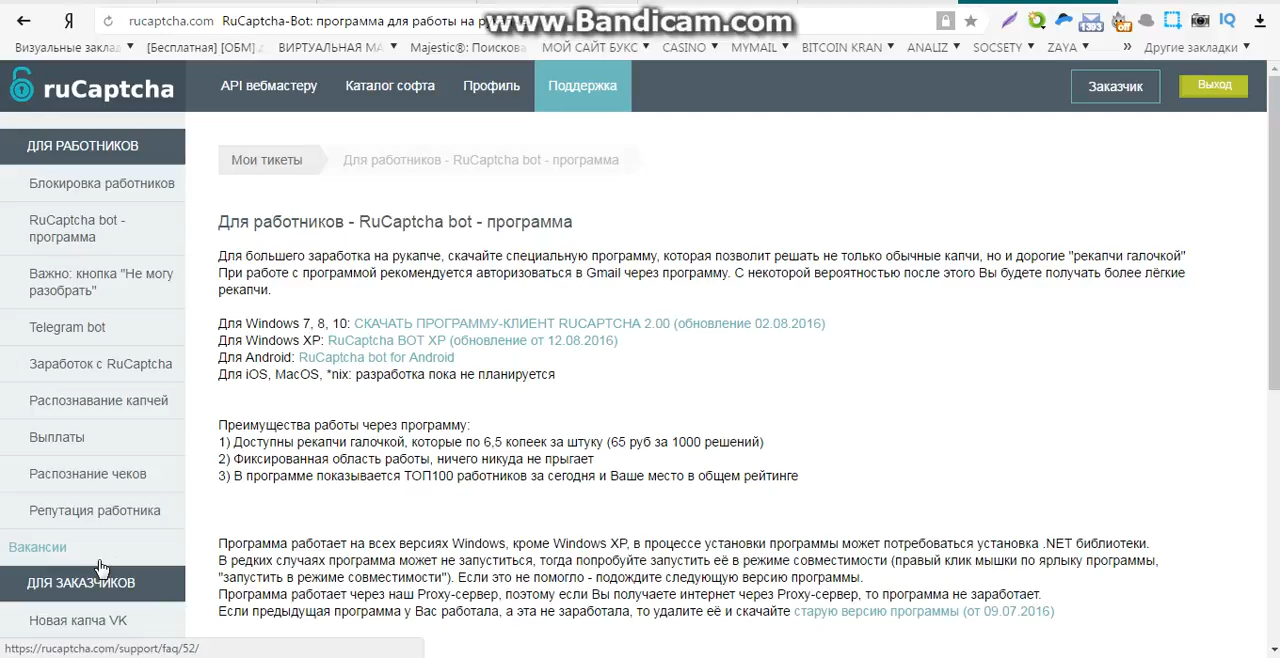 rucaptcha.com RuCaptcha-Bot: программа для работы на р
www.Bandicam.com
Визуальные заклад
[Бесплатная] [ОБМ]
ВИРТУАЛЬНАЯ МА
Majestic®: Поискова
МОЙ САЙТ БУКС
CASINO
MYMAIL
BITCOIN KRAN
ANALIZ
SOCSETY
ZAYA
»
Другие закладки
1393
off
IQ
ruCaptcha
API вебмастеру
Каталог софта
Профиль
Поддержка
Заказчик
Выход
ДЛЯ РАБОТНИКОВ
Блокировка работников
RuCaptcha bot -
программа
Важно: кнопка "Не могу
разобрать"
Telegram bot
Заработок с RuCaptcha
Распознавание капчей
Выплаты
Распознание чеков
Репутация работника
Вакансии
ДЛЯ ЗАКАЗЧИКОВ
Новая капча VK
https://rucaptcha.com/support/faq/52/
Мои тикеты
Для работников - RuCaptcha bot - программа
Для работников - RuCaptcha bot - программа
Для большего заработка на рукапче, скачайте специальную программу, которая позволит решать не только обычные капчи, но и дорогие "рекапчи галочкой"
При работе с программой рекомендуется авторизоваться в Gmail через программу. С некоторой вероятностью после этого Вы будете получать более лёгкие
рекапчи.
Для Windows 7, 8, 10: СКАЧАТЬ ПРОГРАММУ-КЛИЕНТ RUCAPTCHA 2.00 (обновление 02.08.2016)
Для Windows XP: RuCaptcha BOT XP (обновление от 12.08.2016)
Для Android: RuCaptcha bot for Android
Для iOS, MacOS, *nix: разработка пока не планируется
Преимущества работы через программу:
1) Доступны рекапчи галочкой, которые по 6,5 копеек за штуку (65 руб за 1000 решений)
2) Фиксированная область работы, ничего никуда не прыгает
3) В программе показывается ТОП100 работников за сегодня и Ваше место в общем рейтинге
Программа работает на всех версиях Windows, кроме Windows XP, в процессе установки программы может потребоваться установка .NET библиотеки.
В редких случаях программа может не запуститься, тогда попробуйте запустить её в режиме совместимости (правый клик мышки по ярлыку программы,
"запустить в режиме совместимости"). Если это не помогло - подождите следующую версию программы.
Программа работает через наш Proxy-сервер, поэтому если Вы получаете интернет через Proxy-сервер, то программа не заработает.
Если предыдущая программа у Вас работала, а эта не заработала, то удалите её и скачайте старую версию программы (от 09.07.2016)